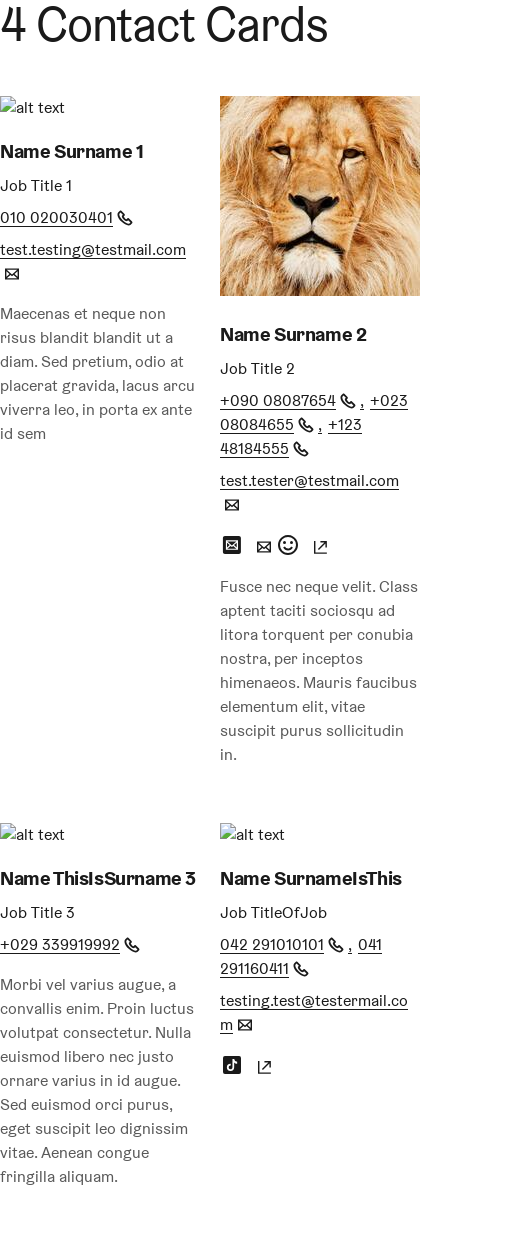 4 Contact Cards
alt text
Name Surname 1
Job Title 1
010 020030401
test.testing@testmail.com
Maecenas et neque non
risus blandit blandit ut a
diam. Sed pretium, odio at
placerat gravida, lacus arcu
viverra leo, in porta ex ante
id sem
Name Surname 2
Job Title 2
+090 08087654 , +023
08084655 , +123
48184555
test.tester@testmail.com
Fusce nec neque velit. Class
aptent taciti sociosqu ad
litora torquent per conubia
nostra, per inceptos
himenaeos. Mauris faucibus
elementum elit, vitae
suscipit purus sollicitudin
in.
alt text
Name ThisIsSurname 3
Job Title 3
+029 339919992
Morbi vel varius augue, a
convallis enim. Proin luctus
volutpat consectetur. Nulla
euismod libero nec justo
ornare varius in id augue.
Sed euismod orci purus,
eget suscipit leo dignissim
vitae. Aenean congue
fringilla aliquam.
alt text
Name SurnameIsThis
Job TitleOfJob
042 291010101 , 041
291160411
testing.test@testermail.co
m